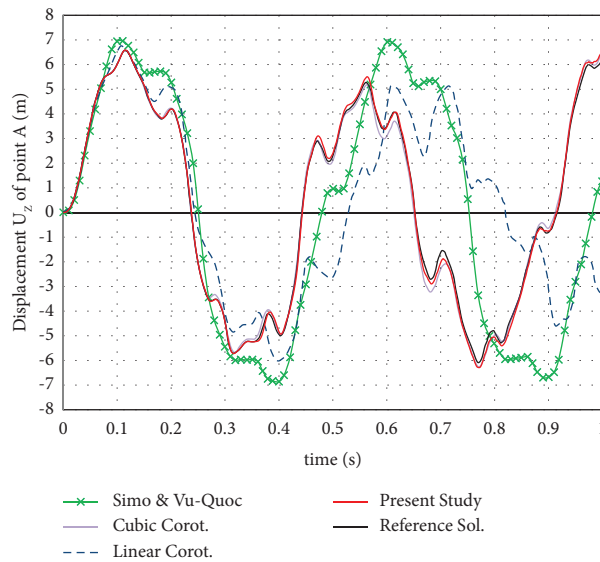 8
7
6
5
4
3
2
1
0
-1
-2
-3
-4
-5
-6
-7
-8
Displacement U_Z of point A (m)
0 0.1 0.2 0.3 0.4 0.5 0.6 0.7 0.8 0.9 1
time (s)
Simo & Vu-Quoc
Cubic Corot.
Linear Corot.
Present Study
Reference Sol.